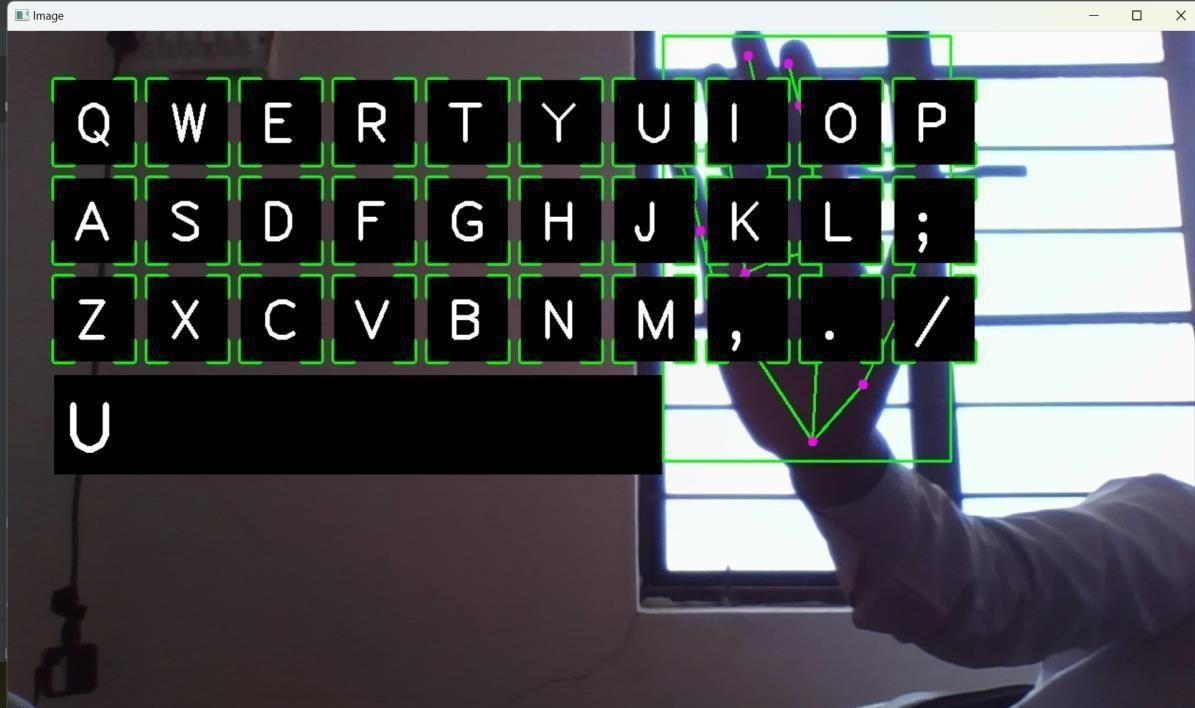 Image
Q W E R T Y U I O P
A S D F G H J K L ;
Z X C V B N M , . /
U